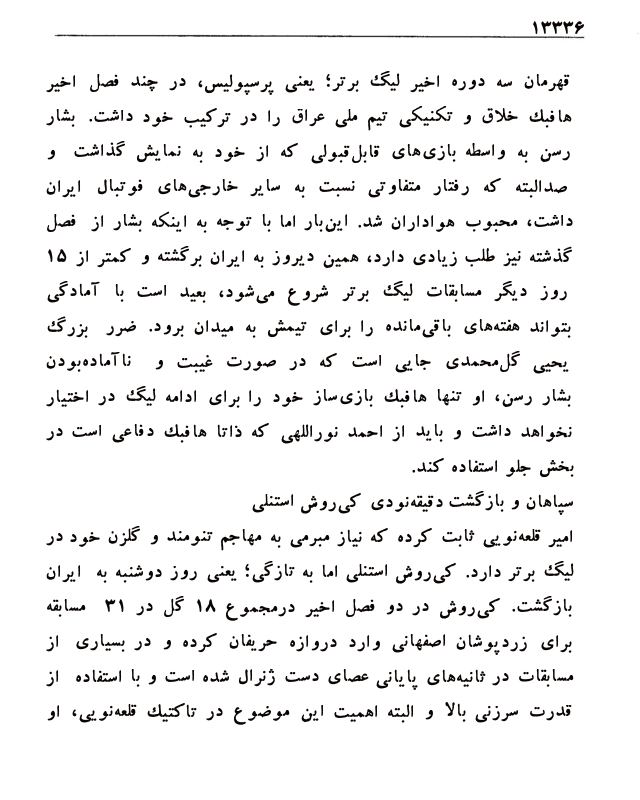 ۱۳۳۳۶
قهرمان سه دوره اخیر لیگ برتر؛ یعنی پرسپولیس، در چند فصل اخیر
هافبک خلاق و تکنیکی تیم ملی عراق را در ترکیب خود داشت. بشار
رسن به واسطه بازی‌های قابل‌قبولی که از خود به نمایش گذاشت و
صدالبته که رفتار متفاوتی نسبت به سایر خارجی‌های فوتبال ایران
داشت، محبوب هواداران شد. این‌بار اما با توجه به اینکه بشار از فصل
گذشته نیز طلب زیادی دارد، همین دیروز به ایران برگشته و کمتر از ۱۵
روز دیگر مسابقات لیگ برتر شروع می‌شود، بعید است با آمادگی
بتواند هفته‌های باقی‌مانده را برای تیمش به میدان برود. ضرر بزرگ
یحیی گل‌محمدی جایی است که در صورت غیبت و ناآماده‌بودن
بشار رسن، او تنها هافبک بازی‌ساز خود را برای ادامه لیگ در اختیار
نخواهد داشت و باید از احمد نوراللهی که ذاتا هافبک دفاعی است در
بخش جلو استفاده کند.
سپاهان و بازگشت دقیقه‌نودی کی‌روش استنلی
امیر قلعه‌نویی ثابت کرده که نیاز مبرمی به مهاجم تنومند و گلزن خود در
لیگ برتر دارد. کی‌روش استنلی اما به تازگی؛ یعنی روز دوشنبه به ایران
بازگشت. کی‌روش در دو فصل اخیر درمجموع ۱۸ گل در ۳۱ مسابقه
برای زردپوشان اصفهانی وارد دروازه حریفان کرده و در بسیاری از
مسابقات در ثانیه‌های پایانی عصای دست ژنرال شده است و با استفاده از
قدرت سرزنی بالا و البته اهمیت این موضوع در تاکتیک قلعه‌نویی، او